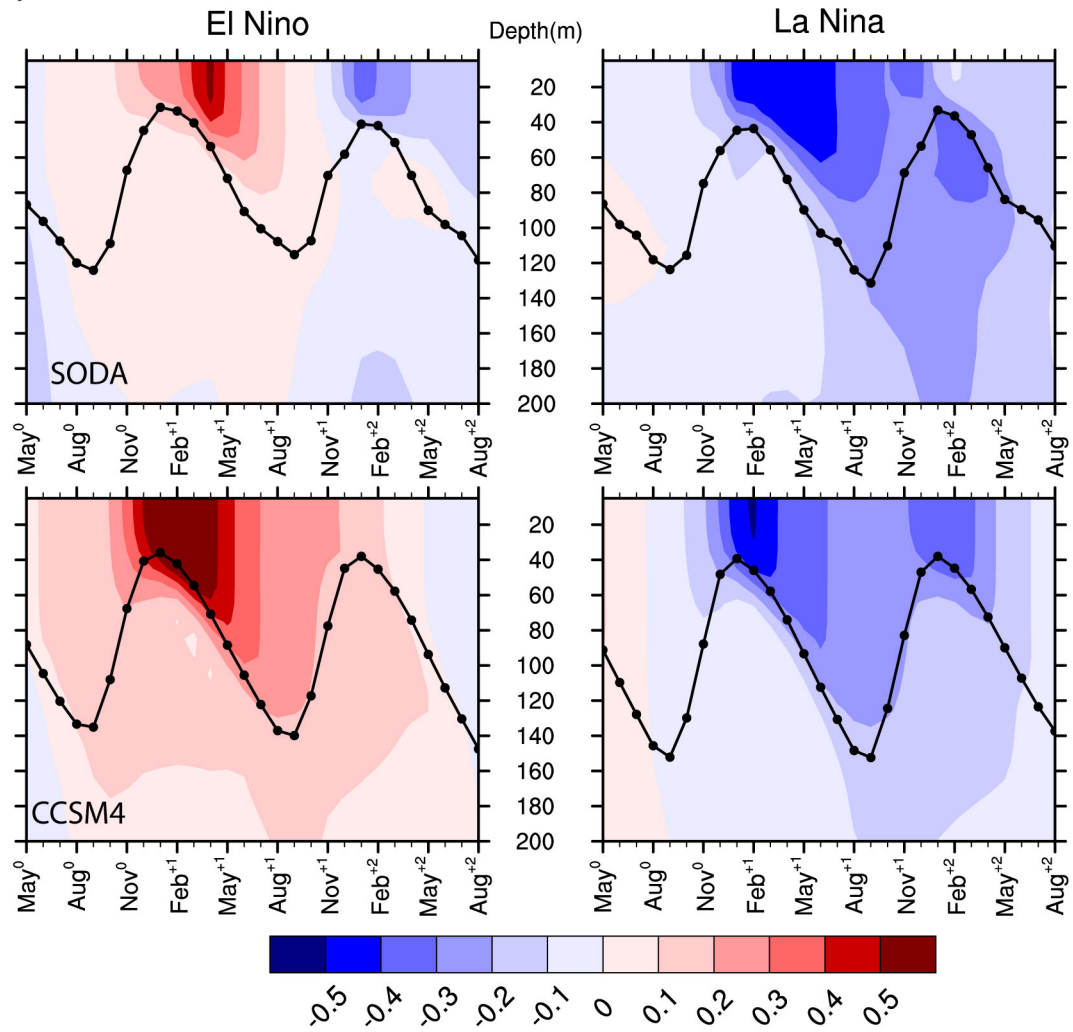 El Nino Depth(m) La Nina
20
40
60
80
100
120
140
160
180
200
SODA
May⁰ Aug⁰ Nov⁰ Feb⁺¹ May⁺¹ Aug⁺¹ Nov⁺¹ Feb⁺² May⁺² Aug⁺²
May⁰ Aug⁰ Nov⁰ Feb⁺¹ May⁺¹ Aug⁺¹ Nov⁺¹ Feb⁺² May⁺² Aug⁺²
20
40
60
80
100
120
140
160
180
200
CCSM4
May⁰ Aug⁰ Nov⁰ Feb⁺¹ May⁺¹ Aug⁺¹ Nov⁺¹ Feb⁺² May⁺² Aug⁺²
May⁰ Aug⁰ Nov⁰ Feb⁺¹ May⁺¹ Aug⁺¹ Nov⁺¹ Feb⁺² May⁺² Aug⁺²
-0.5 -0.4 -0.3 -0.2 -0.1 0 0.1 0.2 0.3 0.4 0.5